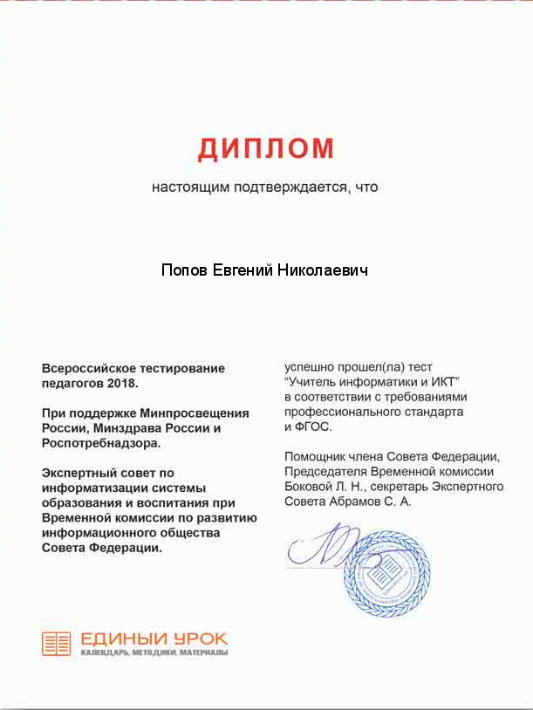 ДИПЛОМ
настоящим подтверждается, что
Попов Евгений Николаевич
Всероссийское тестирование
педагогов 2018.
При поддержке Минпросвещения
России, Минздрава России и
Роспотребнадзора.
Экспертный совет по
информатизации системы
образования и воспитания при
Временной комиссии по развитию
информационного общества
Совета Федерации.
успешно прошел(ла) тест
"Учитель информатики и ИКТ"
в соответствии с требованиями
профессионального стандарта
и ФГОС.
Помощник члена Совета Федерации,
Председателя Временной комиссии
Боковой Л. Н., секретарь Экспертного
Совета Абрамов С. А.
ЕДИНЫЙ УРОК
КАЛЕНДАРЬ, МЕТОДИКИ, МАТЕРИАЛЫ